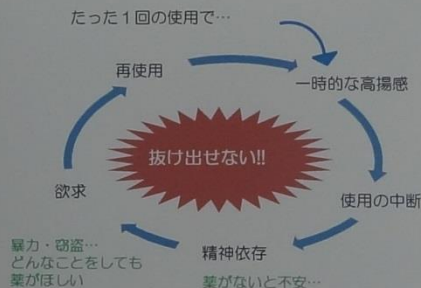 たった1回の使用で…
再使用
一時的な高揚感
抜け出せない!!
欲求
使用の中断
暴力・窃盗…
どんなことをしても
薬がほしい
精神依存
薬がないと不安…